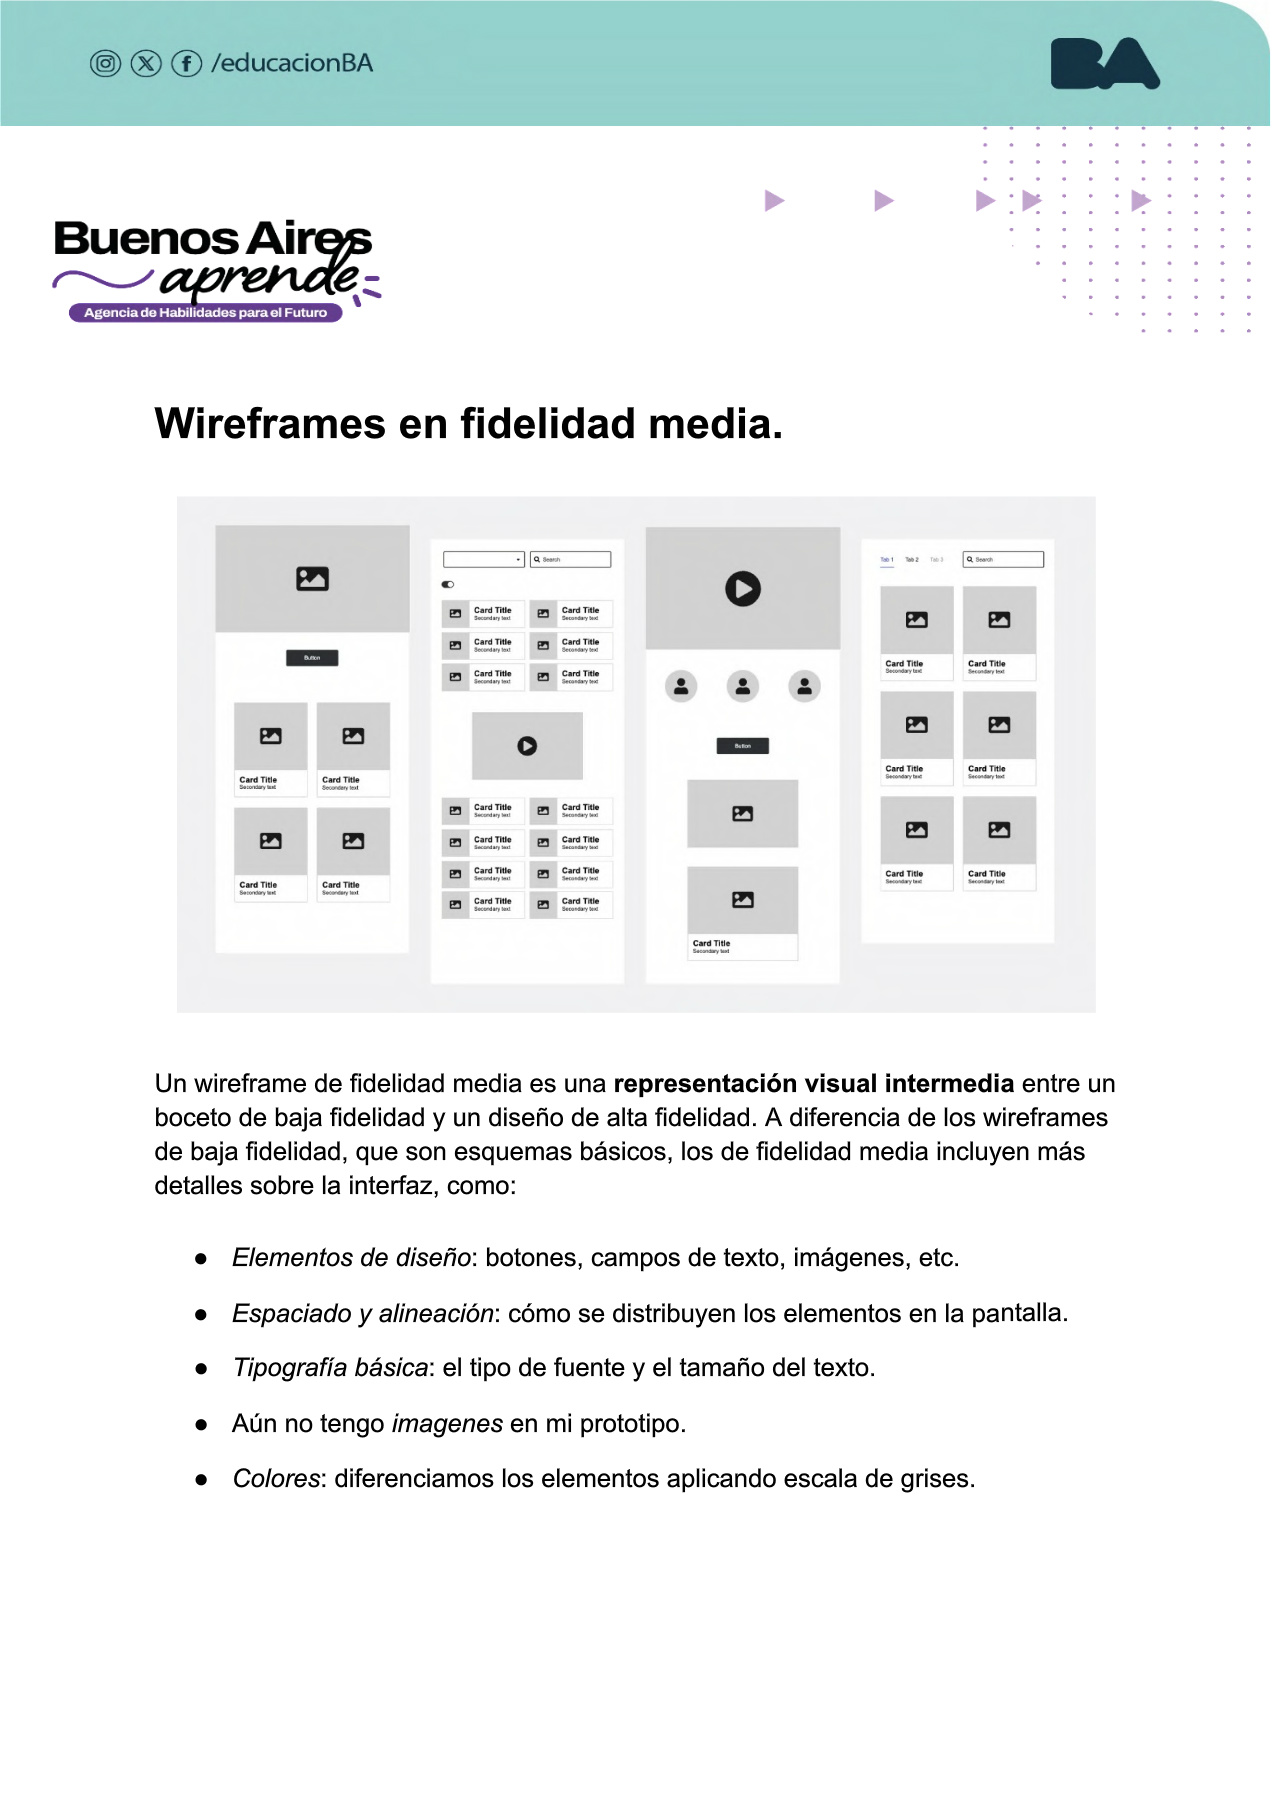 /educacionBA
BA
Buenos Aires
aprende
Agencia de Habilidades para el Futuro
Wireframes en fidelidad media.
Button
Card Title
Secondary text
Card Title
Secondary text
Card Title
Secondary text
Card Title
Secondary text
Search
Card Title
Secondary text
Card Title
Secondary text
Card Title
Secondary text
Card Title
Secondary text
Card Title
Secondary text
Card Title
Secondary text
Card Title
Secondary text
Card Title
Secondary text
Card Title
Secondary text
Card Title
Secondary text
Card Title
Secondary text
Card Title
Secondary text
Card Title
Secondary text
Card Title
Secondary text
Button
Card Title
Secondary text
Tab 1 Tab 2 Tab 3 Search
Card Title
Secondary text
Card Title
Secondary text
Card Title
Secondary text
Card Title
Secondary text
Card Title
Secondary text
Card Title
Secondary text
Un wireframe de fidelidad media es una representación visual intermedia entre un
boceto de baja fidelidad y un diseño de alta fidelidad. A diferencia de los wireframes
de baja fidelidad, que son esquemas básicos, los de fidelidad media incluyen más
detalles sobre la interfaz, como:
● Elementos de diseño: botones, campos de texto, imágenes, etc.
● Espaciado y alineación: cómo se distribuyen los elementos en la pantalla.
● Tipografía básica: el tipo de fuente y el tamaño del texto.
● Aún no tengo imagenes en mi prototipo.
● Colores: diferenciamos los elementos aplicando escala de grises.